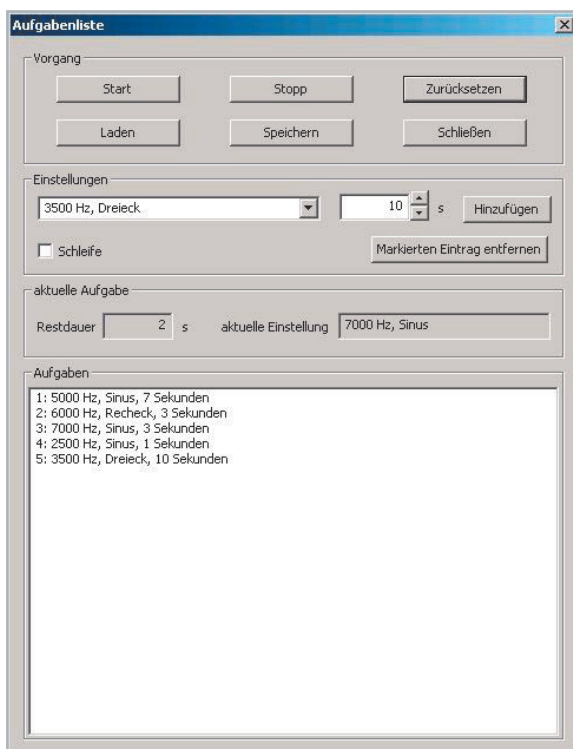 Aufgabenliste
Vorgang
Start Stopp Zurücksetzen
Laden Speichern Schließen
Einstellungen
3500 Hz, Dreieck 10 s Hinzufügen
Schleife Markierten Eintrag entfernen
aktuelle Aufgabe
Restdauer 2 s aktuelle Einstellung 7000 Hz, Sinus
Aufgaben
1: 5000 Hz, Sinus, 7 Sekunden
2: 6000 Hz, Recheck, 3 Sekunden
3: 7000 Hz, Sinus, 3 Sekunden
4: 2500 Hz, Sinus, 1 Sekunden
5: 3500 Hz, Dreieck, 10 Sekunden